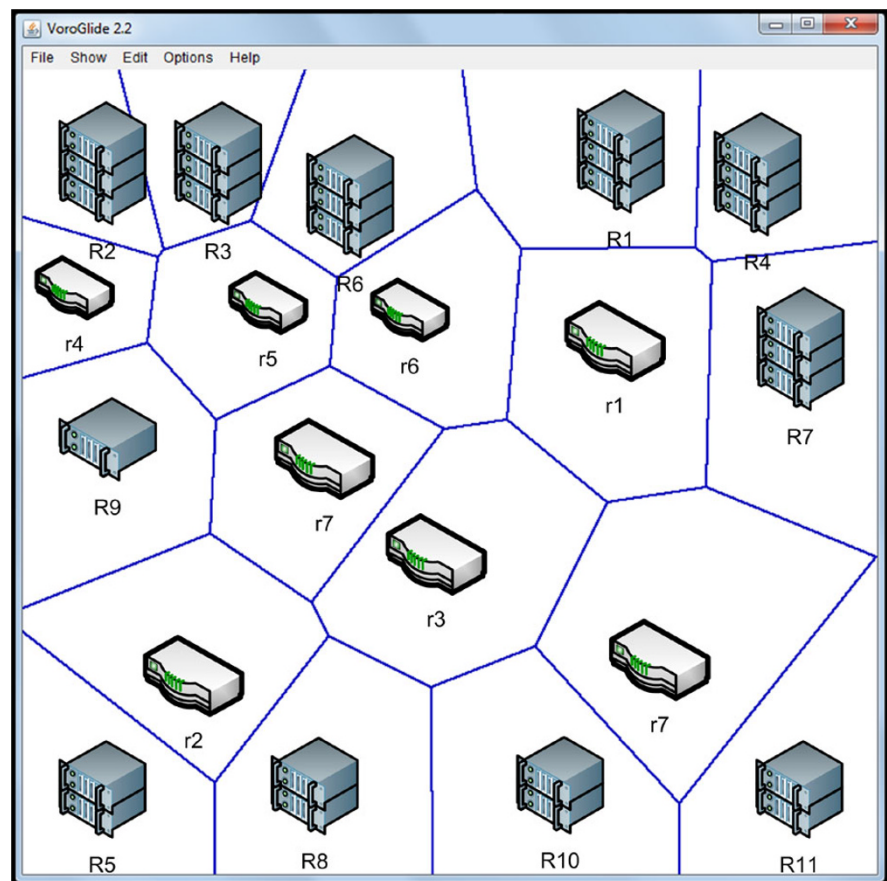 VoroGlide 2.2
File Show Edit Options Help
R2
R3
R6
R1
R4
r4
r5
r6
r1
R7
R9
r7
r3
r2
r7
R5
R8
R10
R11